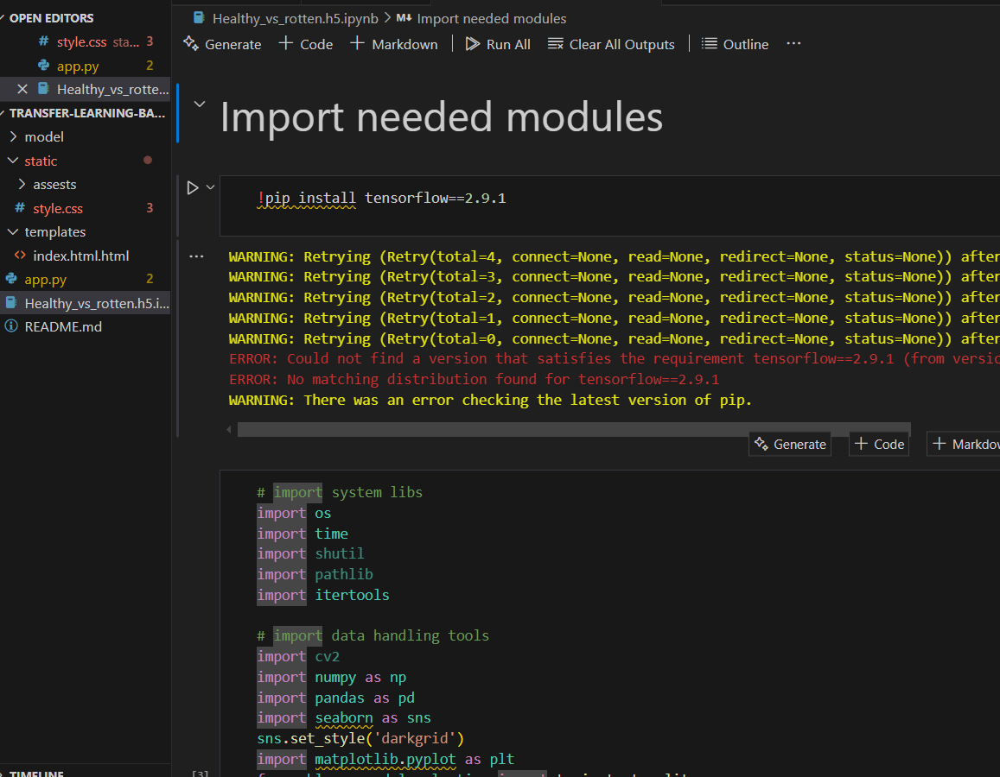 OPEN EDITORS
# style.css sta... 3
app.py 2
Healthy_vs_rotte...
TRANSFER-LEARNING-BA...
model
static
assests
# style.css 3
templates
<> index.html.html
app.py 2
Healthy_vs_rotten.h5.i...
README.md
TIMELINE
Healthy_vs_rotten.h5.ipynb > M↓ Import needed modules
Generate + Code + Markdown | Run All Clear All Outputs | Outline ...
Import needed modules
!pip install tensorflow==2.9.1
WARNING: Retrying (Retry(total=4, connect=None, read=None, redirect=None, status=None)) after
WARNING: Retrying (Retry(total=3, connect=None, read=None, redirect=None, status=None)) after
WARNING: Retrying (Retry(total=2, connect=None, read=None, redirect=None, status=None)) after
WARNING: Retrying (Retry(total=1, connect=None, read=None, redirect=None, status=None)) after
WARNING: Retrying (Retry(total=0, connect=None, read=None, redirect=None, status=None)) after
ERROR: Could not find a version that satisfies the requirement tensorflow==2.9.1 (from versio
ERROR: No matching distribution found for tensorflow==2.9.1
WARNING: There was an error checking the latest version of pip.
Generate + Code + Markdow
# import system libs
import os
import time
import shutil
import pathlib
import itertools
# import data handling tools
import cv2
import numpy as np
import pandas as pd
import seaborn as sns
sns.set_style('darkgrid')
import matplotlib.pyplot as plt
[3]